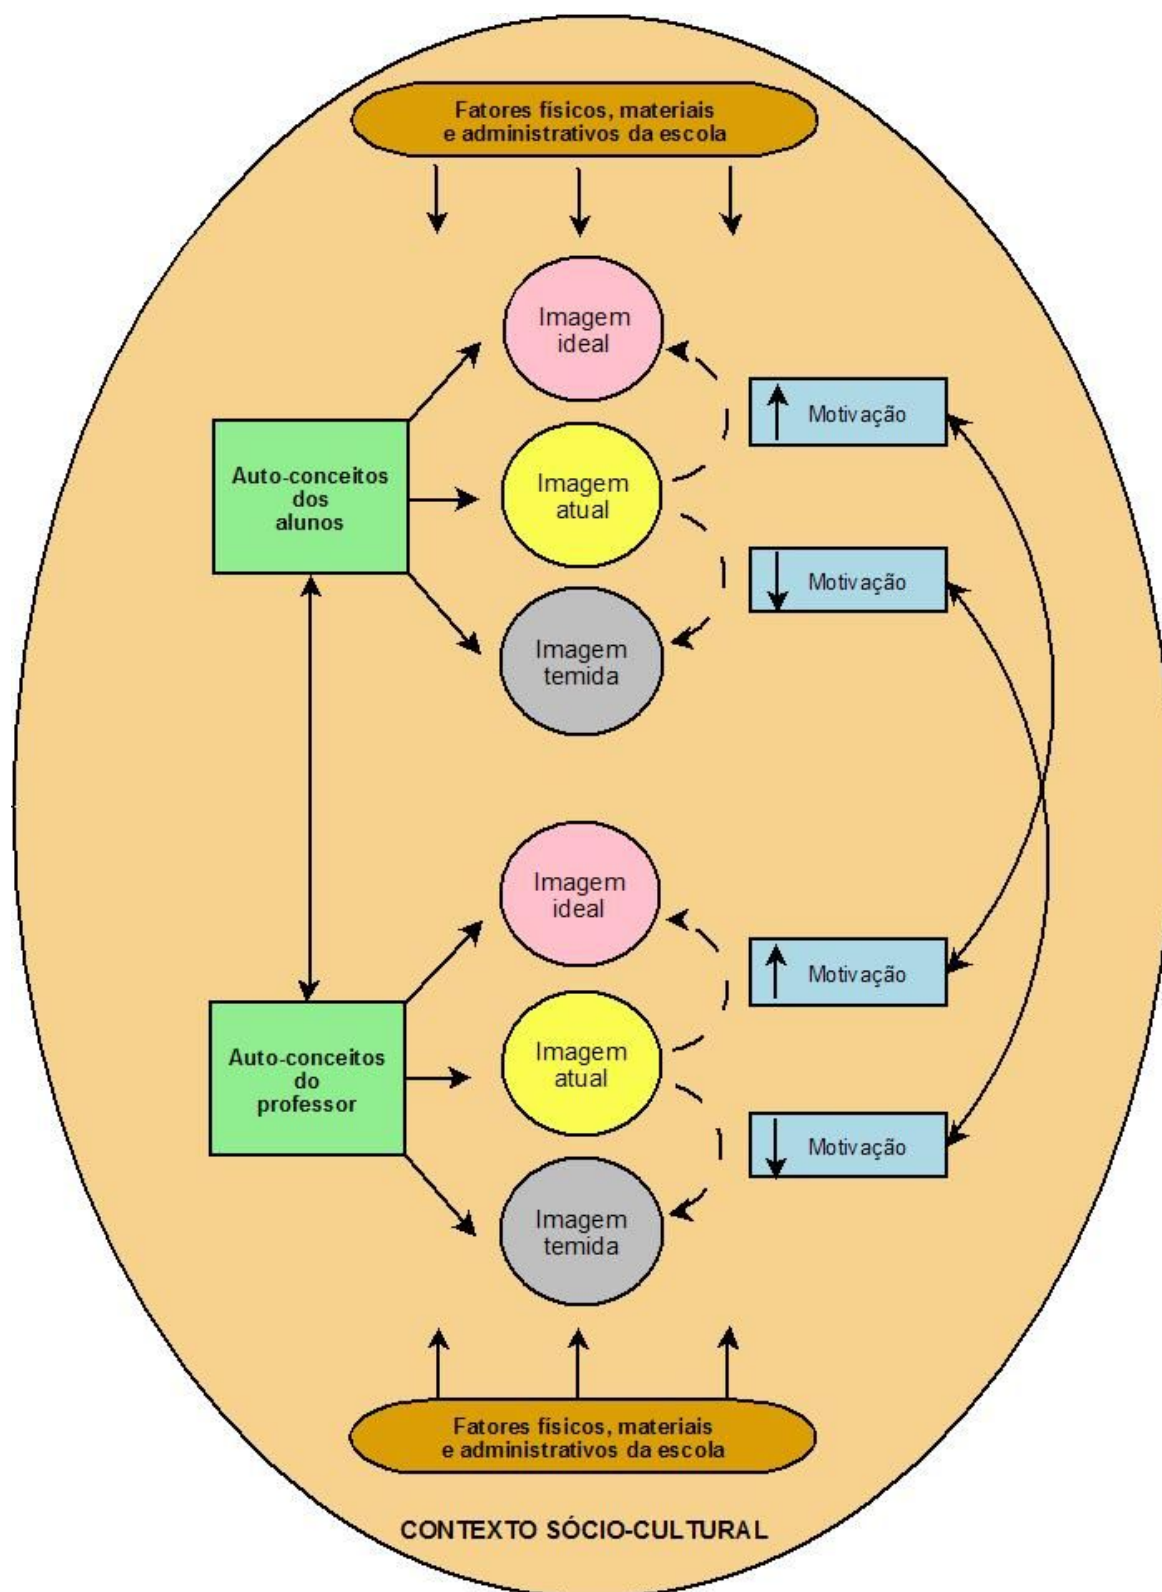 Fatores físicos, materiais
e administrativos da escola
Imagem
ideal
Motivação
Auto-conceitos
dos
alunos
Imagem
atual
Motivação
Imagem
temida
Imagem
ideal
Motivação
Auto-conceitos
do
professor
Imagem
atual
Motivação
Imagem
temida
Fatores físicos, materiais
e administrativos da escola
CONTEXTO SÓCIO-CULTURAL